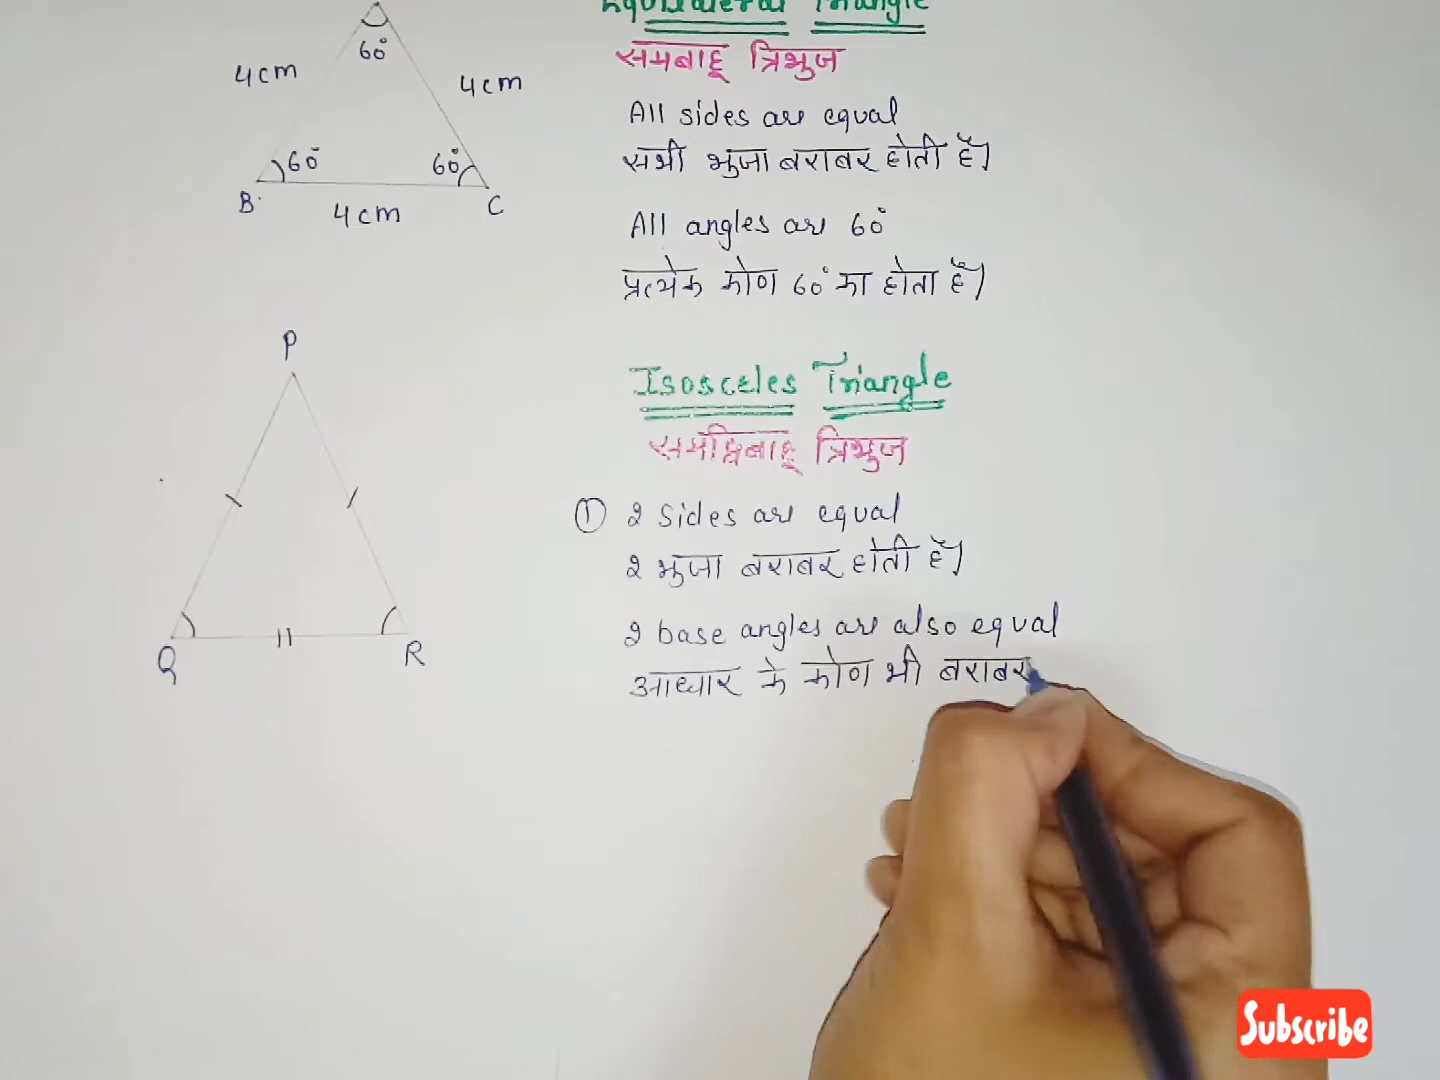 Equilateral Triangle
समबाहू त्रिभुज
60°
4cm
4cm
All sides are equal
सभी भुजा बराबर होती है।
60°
60°
B
C
4cm
All angles are 60°
प्रत्येक कोण 60° का होता है।
P
Isosceles Triangle
समद्विबाहू त्रिभुज
① 2 sides are equal
2 भुजा बराबर होती है।
2 base angles are also equal
आधार के कोण भी बराबर
Q
R
Subscribe